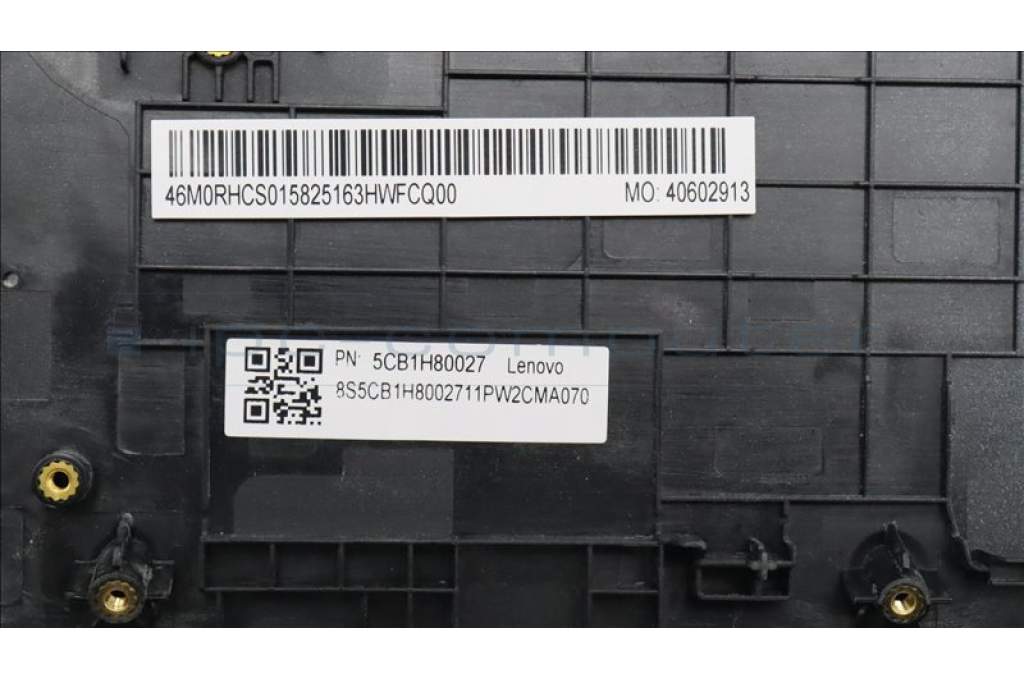 46M0RHCS015825163HWFCQ00 MO: 40602913
PN: 5CB1H80027 Lenovo
8S5CB1H8002711PW2CMA070